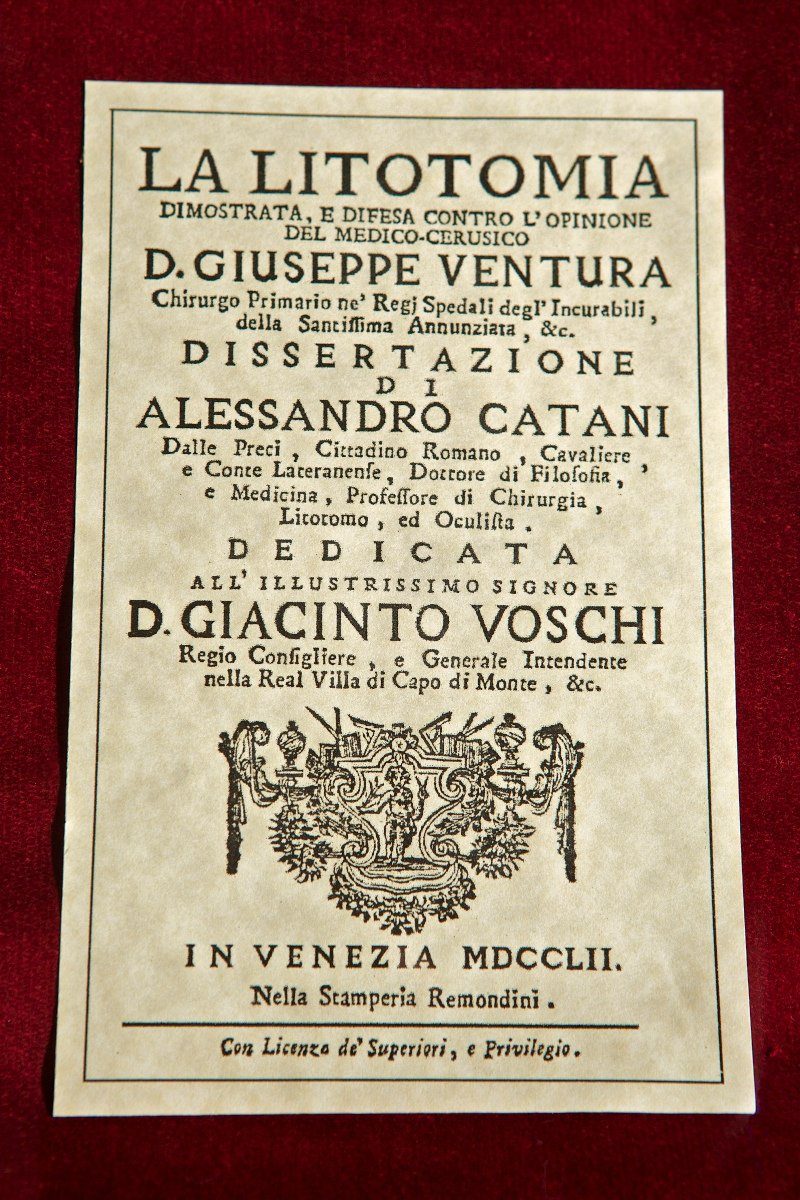 LA LITOTOMIA
DIMOSTRATA, E DIFESA CONTRO L'OPINIONE
DEL MEDICO-CERUSICO
D. GIUSEPPE VENTURA
Chirurgo Primario ne' Regj Spedali degl' Incurabili,
della Santiſſima Annunziata, &c.
DISSERTAZIONE
DI
ALESSANDRO CATANI
Dalle Preci, Cittadino Romano, Cavaliere
e Conte Lateranenſe, Dottore di Filoſofia,
e Medicina, Profeſſore di Chirurgia,
Litotomo, ed Oculiſta.
DEDICATA
ALL' ILLUSTRISSIMO SIGNORE
D. GIACINTO VOSCHI
Regio Conſigliere, e Generale Intendente
nella Real Villa di Capo di Monte, &c.
IN VENEZIA MDCCLII.
Nella Stamperia Remondini.
Con Licenza de' Superiori, e Privilegio.